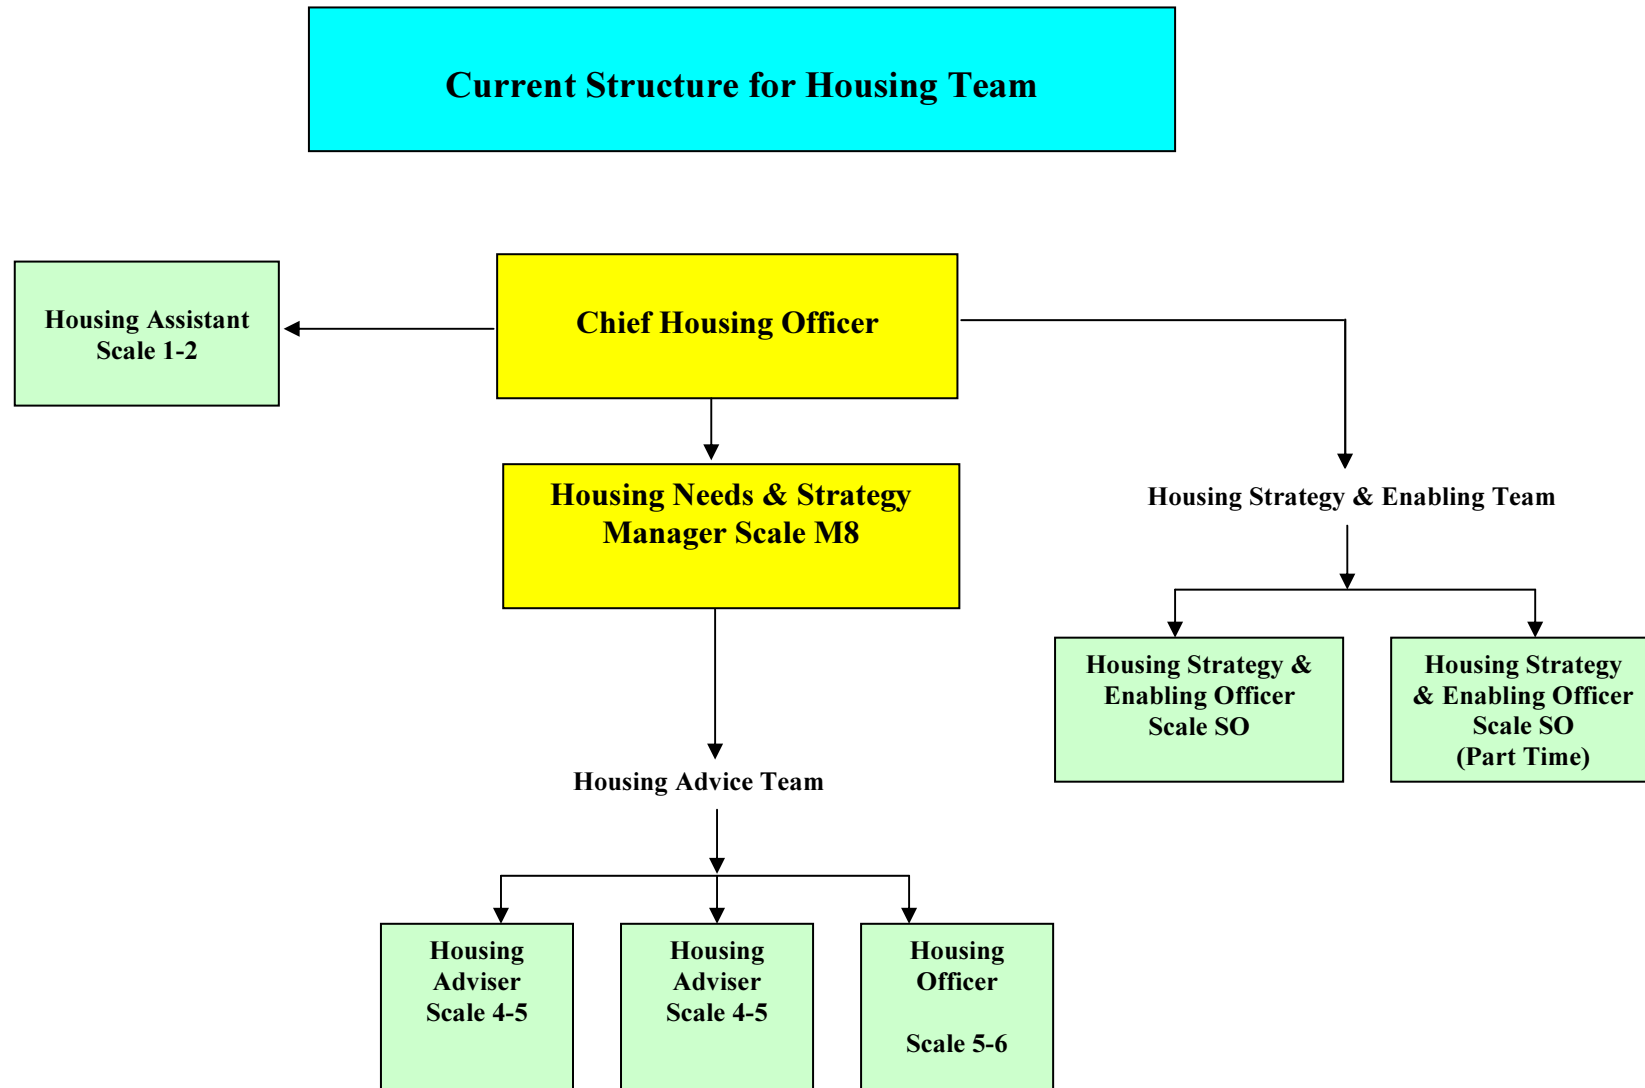 Current Structure for Housing Team
Housing Assistant
Scale 1-2
Chief Housing Officer
Housing Needs & Strategy
Manager Scale M8
Housing Strategy & Enabling Team
Housing Strategy &
Enabling Officer
Scale SO
Housing Strategy
& Enabling Officer
Scale SO
(Part Time)
Housing Advice Team
Housing
Adviser
Scale 4-5
Housing
Adviser
Scale 4-5
Housing
Officer
Scale 5-6